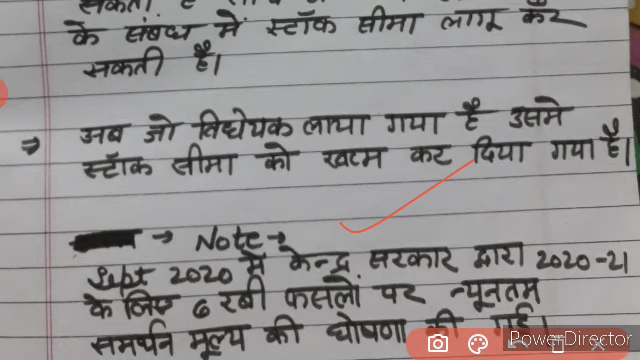 के संबंध में स्टॉक सीमा लागू कर
सकती है।
⇒ अब जो विधेयक लाया गया है उसमे
स्टॉक सीमा को खत्म कर दिया गया है।
→ Note →
Sept 2020 में केन्द्र सरकार द्वारा 2020-21
के लिए 6 रबी फसलों पर न्यूनतम
समर्थन मूल्य की घोषणा की गई।
PowerDirector